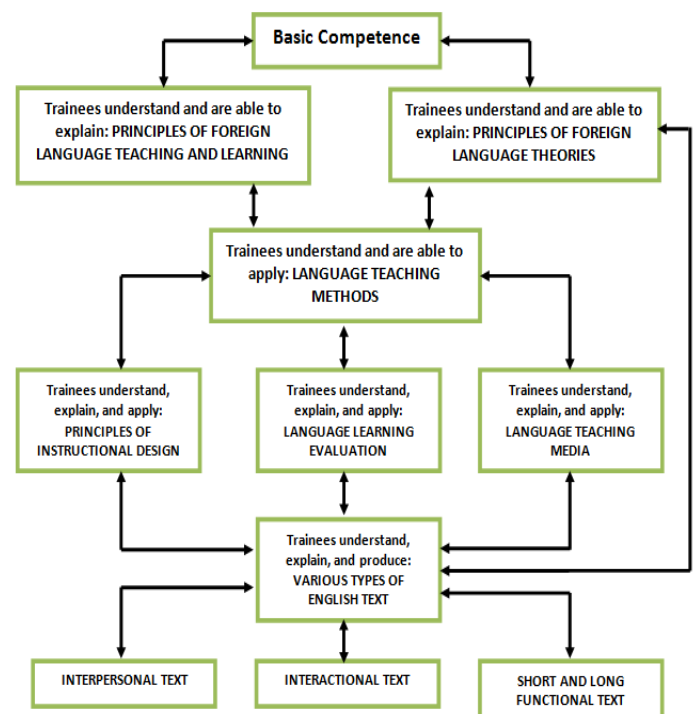 Basic Competence
Trainees understand and are able to
explain: PRINCIPLES OF FOREIGN
LANGUAGE TEACHING AND LEARNING
Trainees understand and are able to
explain: PRINCIPLES OF FOREIGN
LANGUAGE THEORIES
Trainees understand and are able to
apply: LANGUAGE TEACHING
METHODS
Trainees understand,
explain, and apply:
PRINCIPLES OF
INSTRUCTIONAL DESIGN
Trainees understand,
explain, and apply:
LANGUAGE LEARNING
EVALUATION
Trainees understand,
explain, and apply:
LANGUAGE TEACHING
MEDIA
Trainees understand,
explain, and produce:
VARIOUS TYPES OF
ENGLISH TEXT
INTERPERSONAL TEXT
INTERACTIONAL TEXT
SHORT AND LONG
FUNCTIONAL TEXT